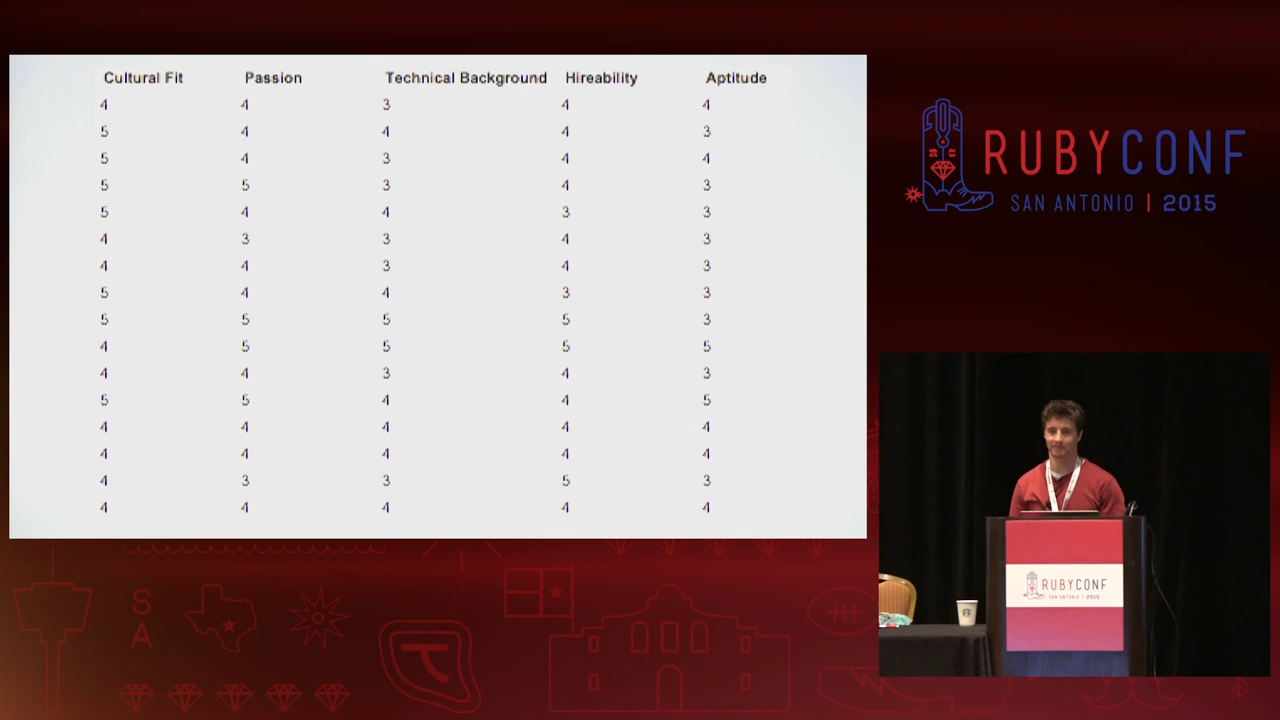 Cultural Fit Passion Technical Background Hireability Aptitude
4 4 3 4 4
5 4 4 4 3
5 4 3 4 4
5 5 3 4 3
5 4 4 3 3
4 3 3 4 3
4 4 3 4 3
5 4 4 3 3
5 5 5 5 3
4 5 5 5 5
4 4 3 4 3
5 5 4 4 5
4 4 4 4 4
4 4 4 4 4
4 3 3 5 3
4 4 4 4 4
RUBYCONF
SAN ANTONIO | 2015
RUBYCONF
SAN ANTONIO | 2015
S
A